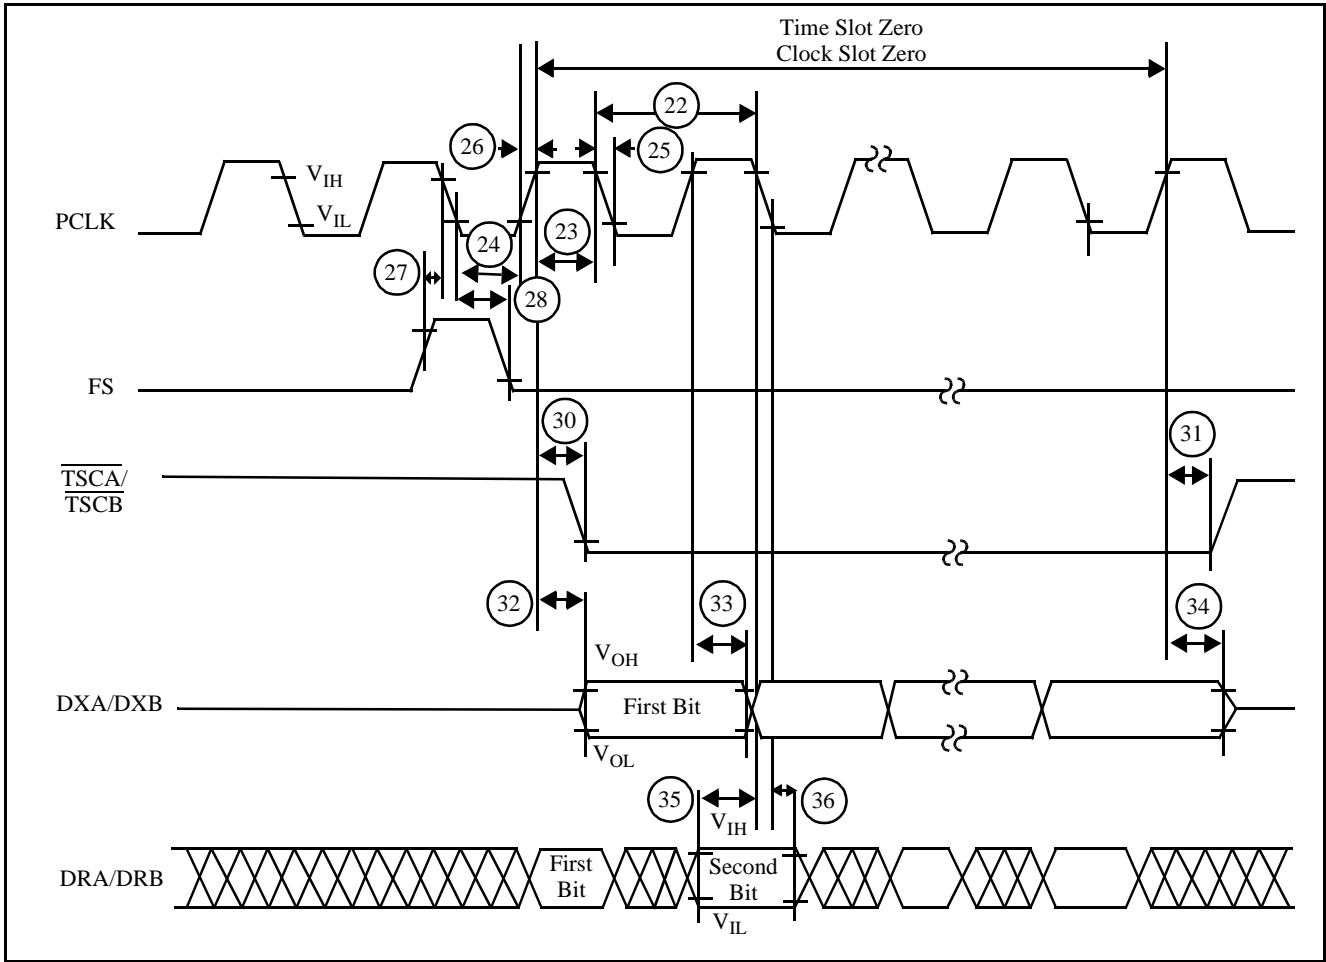 Time Slot Zero
Clock Slot Zero
22
26
25
VIH
VIL
PCLK
24
23
27
28
FS
30
31
TSCA/
TSCB
32
33
34
VOH
DXA/DXB
First Bit
VOL
35
36
VIH
DRA/DRB
First
Bit
Second
Bit
VIL